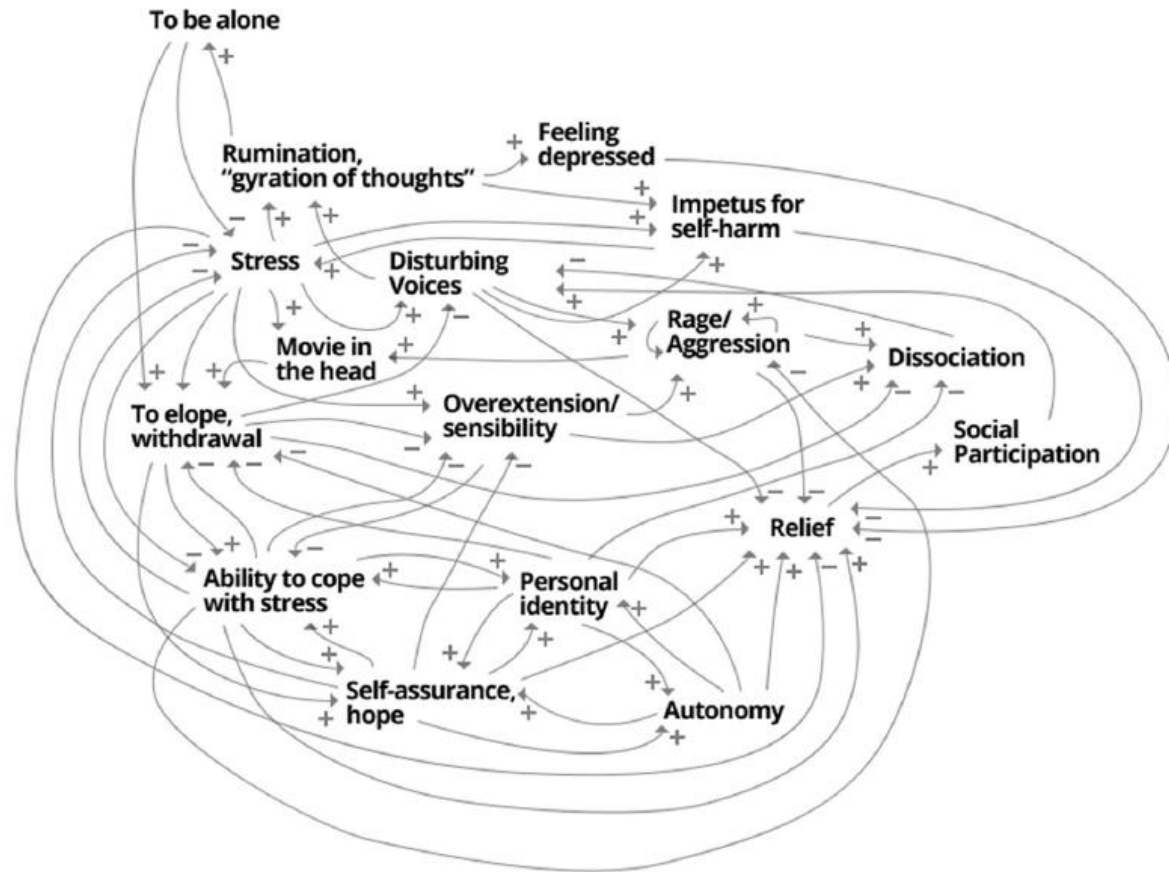 To be alone
Rumination,
“gyration of thoughts“
Feeling
depressed
Impetus for
self-harm
Stress
Disturbing
Voices
Movie in
the head
Rage/
Aggression
Dissociation
To elope,
withdrawal
Overextension/
sensibility
Social
Participation
Relief
Ability to cope
with stress
Personal
identity
Self-assurance,
hope
Autonomy